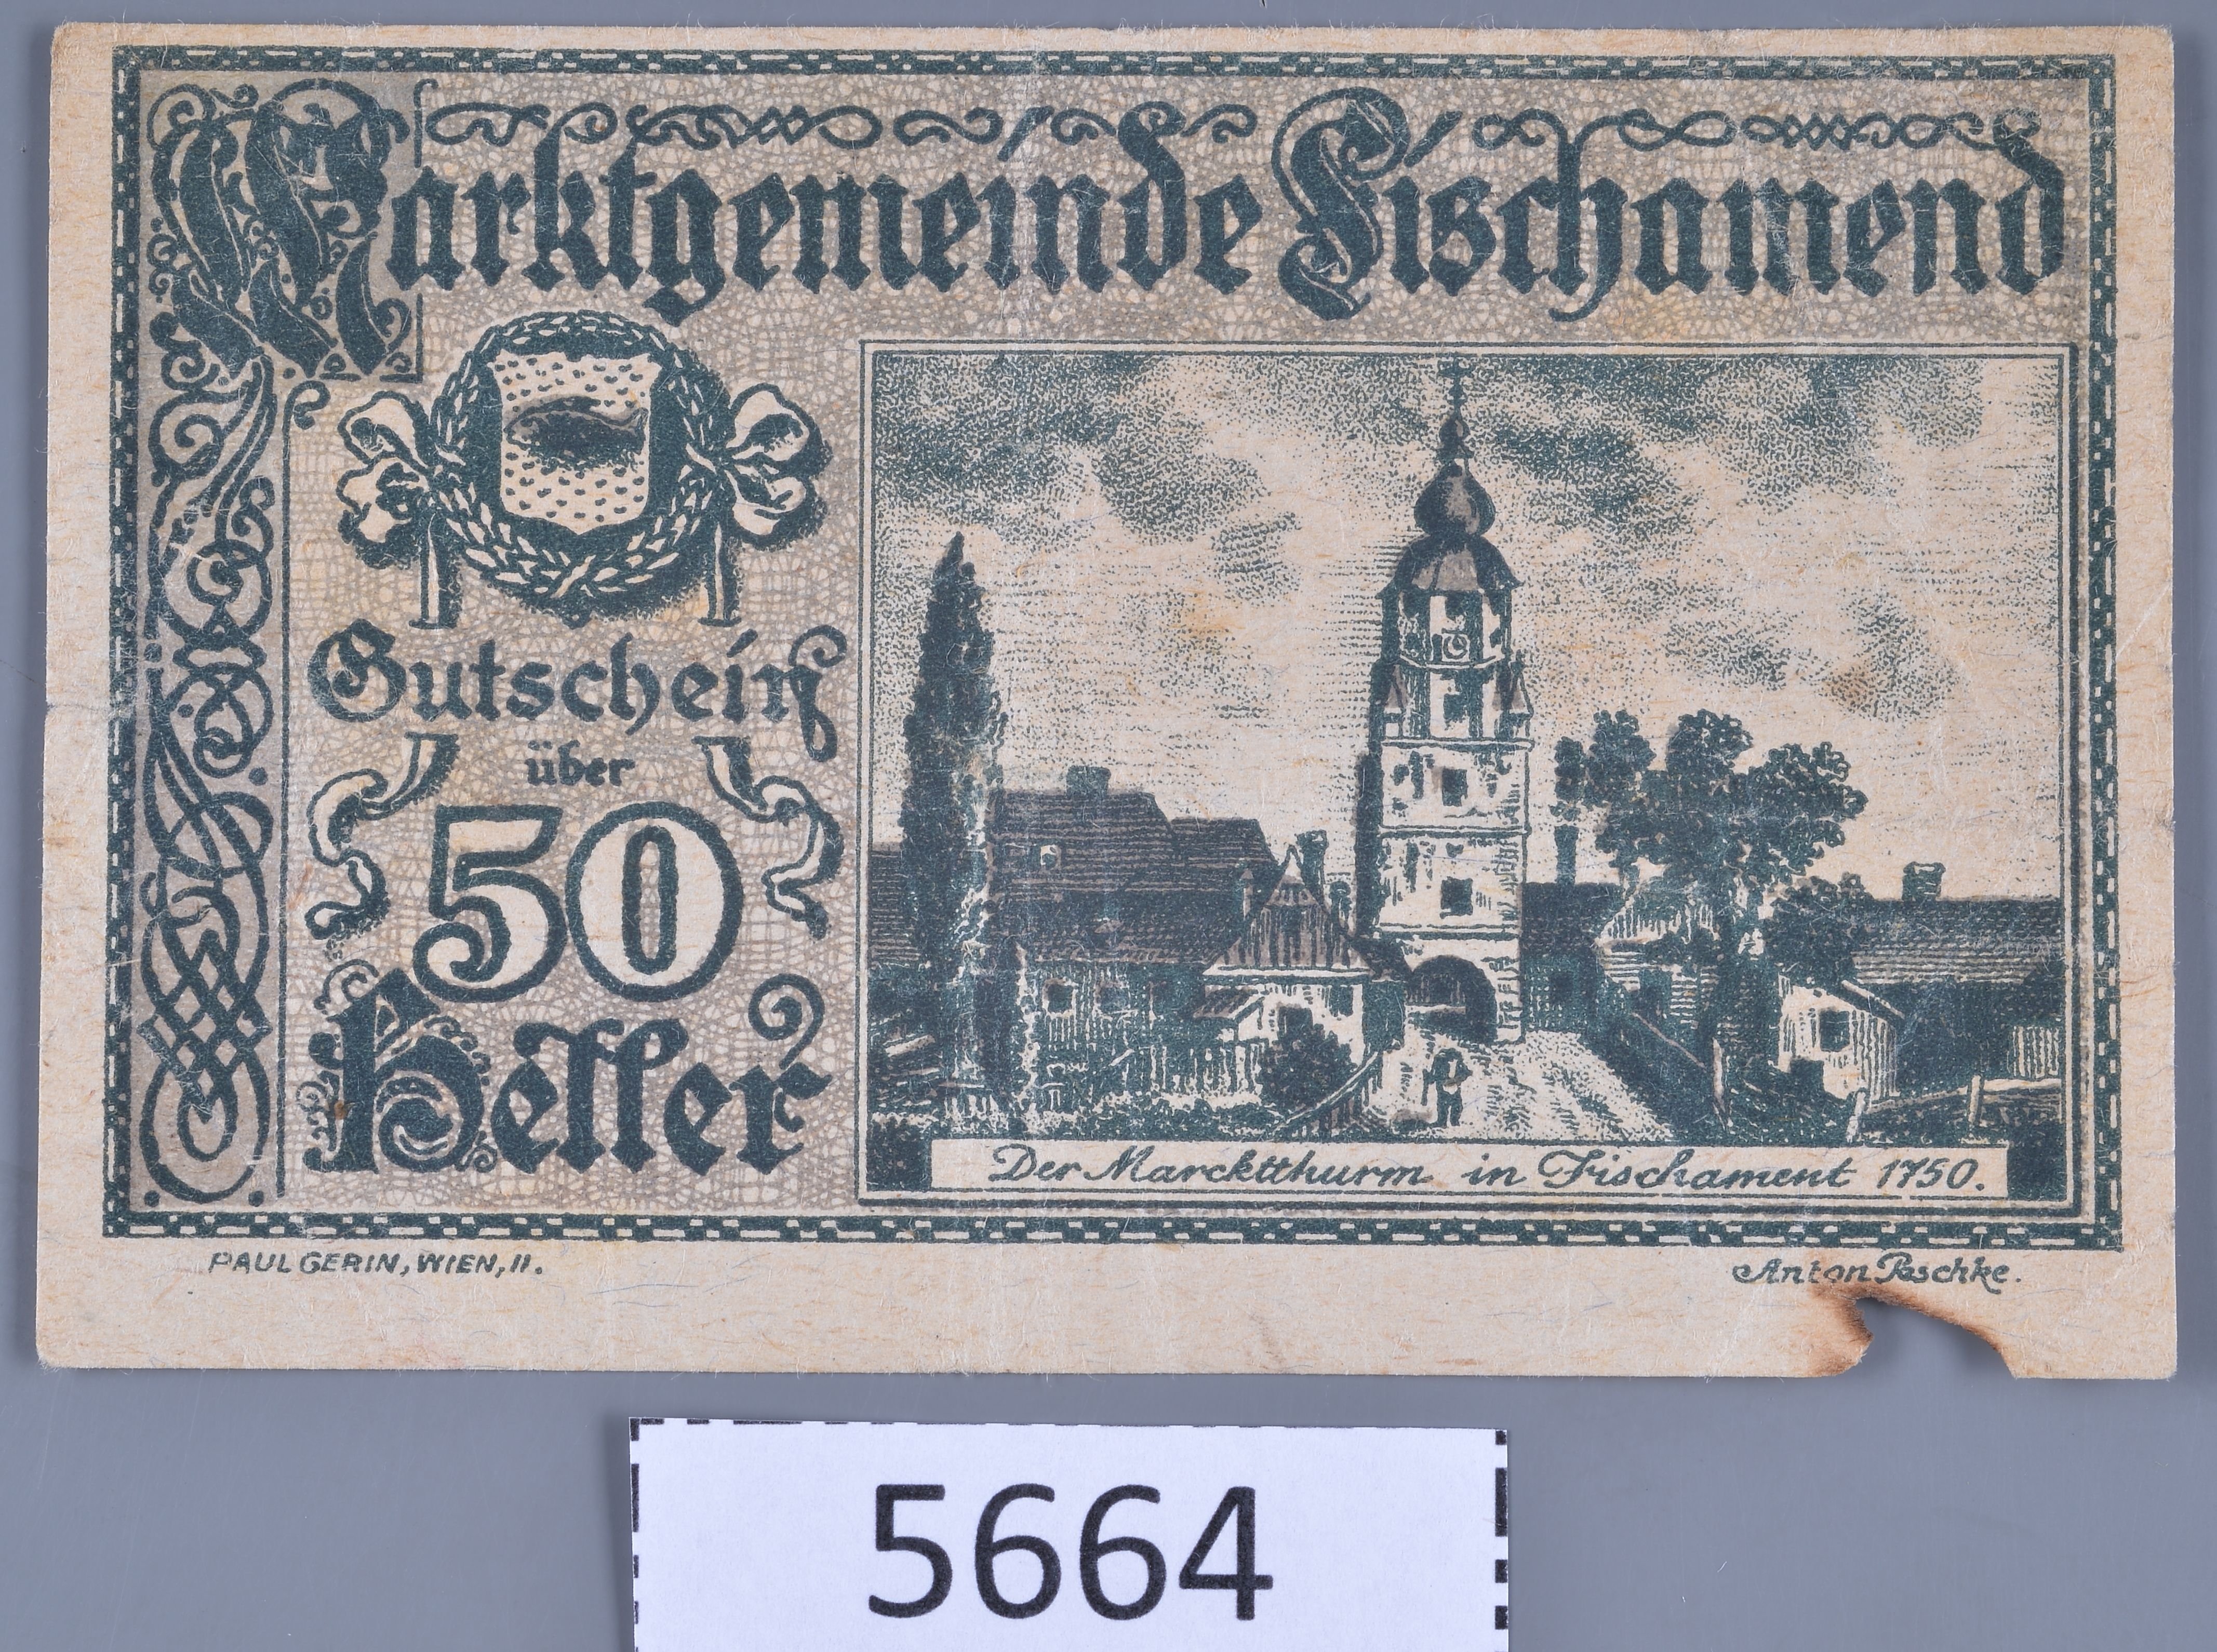 Marktgemeinde Fischamend
Gutschein
über
50
Heller
Der Marcktthurm in Fischament 1750.
PAUL GERIN, WIEN, II.
Anton Paschke.
5664